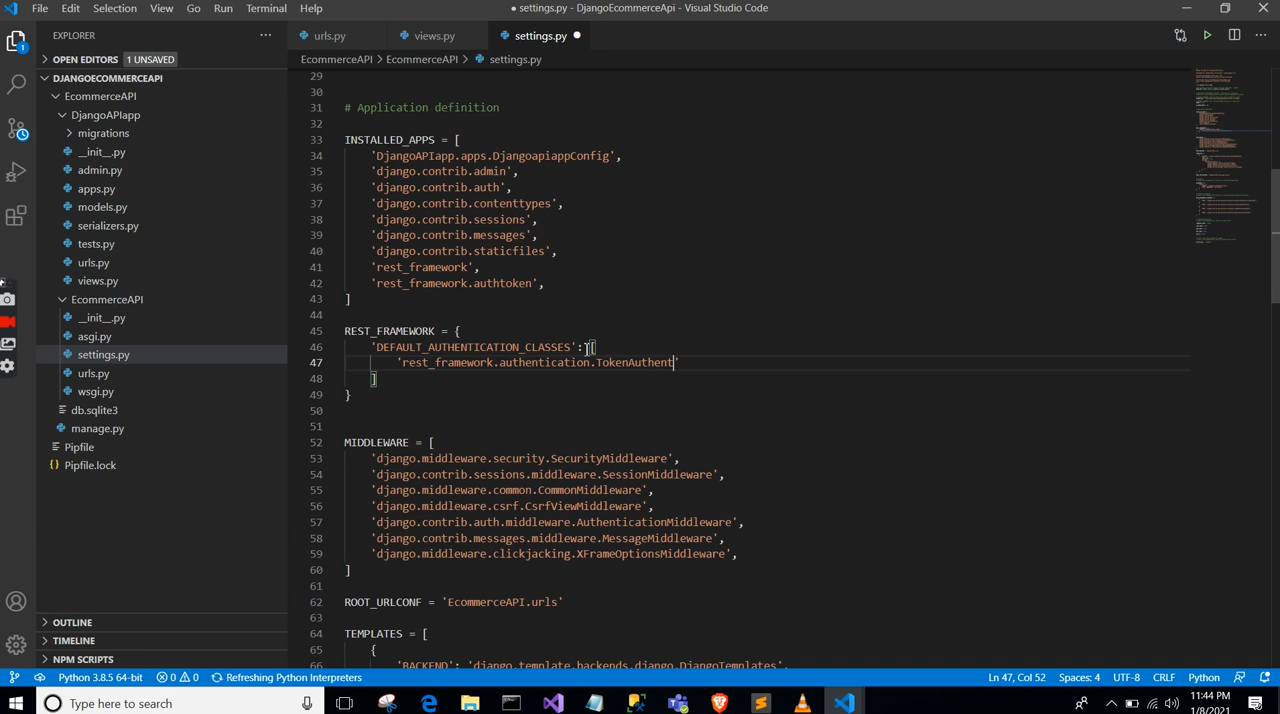 File Edit Selection View Go Run Terminal Help
● settings.py - DjangoEcommerceApi - Visual Studio Code
EXPLORER ...
urls.py views.py settings.py ●
OPEN EDITORS 1 UNSAVED
EcommerceAPI > EcommerceAPI > settings.py
DJANGOECOMMERCEAPI
EcommerceAPI
DjangoAPIapp
migrations
__init__.py
admin.py
apps.py
models.py
serializers.py
tests.py
urls.py
views.py
EcommerceAPI
__init__.py
asgi.py
settings.py
urls.py
wsgi.py
db.sqlite3
manage.py
Pipfile
{} Pipfile.lock
OUTLINE
TIMELINE
NPM SCRIPTS
1
29
30
31 # Application definition
32
33 INSTALLED_APPS = [
34 'DjangoAPIapp.apps.DjangoapiappConfig',
35 'django.contrib.admin',
36 'django.contrib.auth',
37 'django.contrib.contenttypes',
38 'django.contrib.sessions',
39 'django.contrib.messages',
40 'django.contrib.staticfiles',
41 'rest_framework',
42 'rest_framework.authtoken',
43 ]
44
45 REST_FRAMEWORK = {
46 'DEFAULT_AUTHENTICATION_CLASSES':[
47 'rest_framework.authentication.TokenAuthent'
48 ]
49 }
50
51
52 MIDDLEWARE = [
53 'django.middleware.security.SecurityMiddleware',
54 'django.contrib.sessions.middleware.SessionMiddleware',
55 'django.middleware.common.CommonMiddleware',
56 'django.middleware.csrf.CsrfViewMiddleware',
57 'django.contrib.auth.middleware.AuthenticationMiddleware',
58 'django.contrib.messages.middleware.MessageMiddleware',
59 'django.middleware.clickjacking.XFrameOptionsMiddleware',
60 ]
61
62 ROOT_URLCONF = 'EcommerceAPI.urls'
63
64 TEMPLATES = [
65 {
66 'BACKEND': 'django.template.backends.django.DjangoTemplates',
Python 3.8.5 64-bit 0 0 Refreshing Python Interpreters
Ln 47, Col 52 Spaces: 4 UTF-8 CRLF Python
Type here to search
11:44 PM
1/8/2021